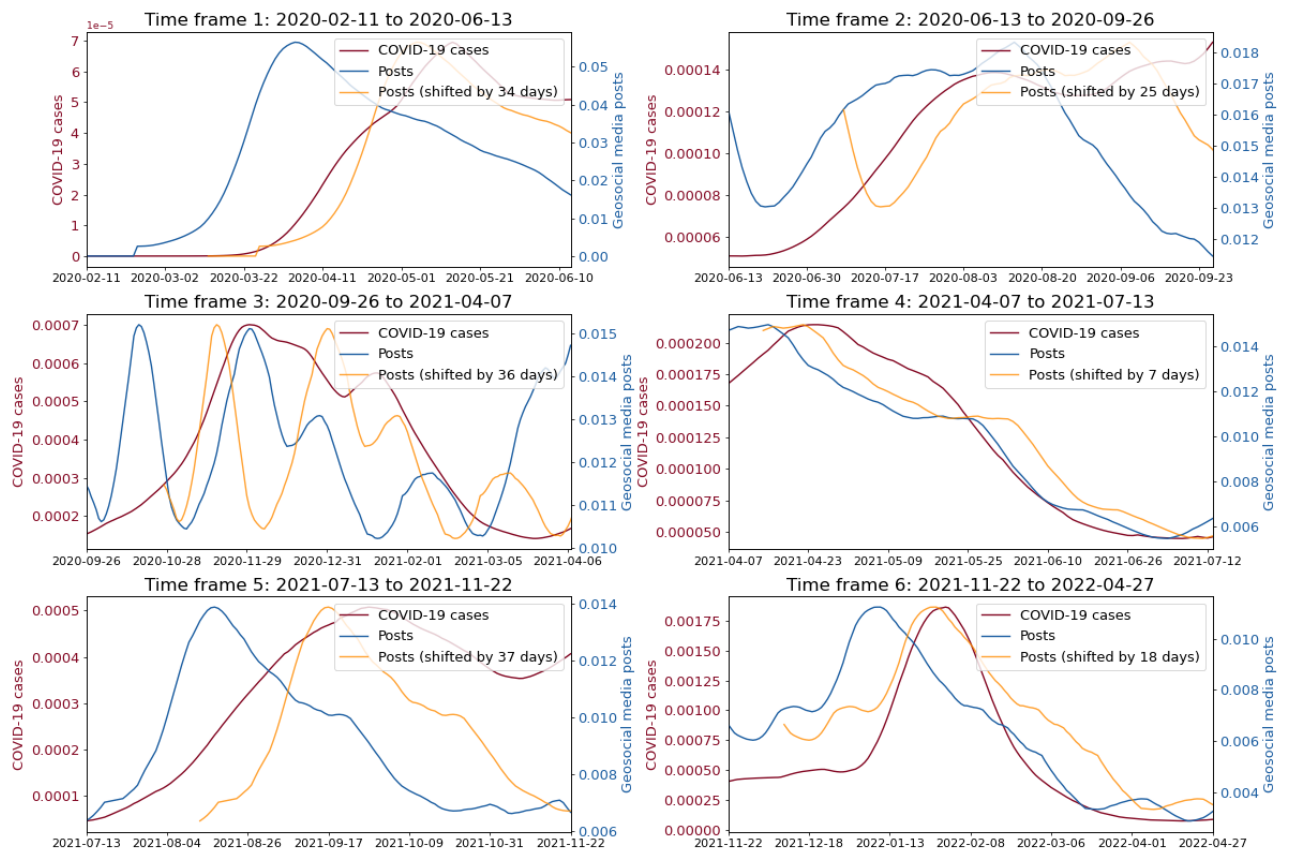 Time frame 1: 2020-02-11 to 2020-06-13
1e−5
7
6
5
4
3
2
1
0
COVID-19 cases
COVID-19 cases
Posts
Posts (shifted by 34 days)
0.05
0.04
0.03
0.02
0.01
0.00
Geosocial media posts
2020-02-11 2020-03-02 2020-03-22 2020-04-11 2020-05-01 2020-05-21 2020-06-10
Time frame 2: 2020-06-13 to 2020-09-26
0.00014
0.00012
0.00010
0.00008
0.00006
COVID-19 cases
COVID-19 cases
Posts
Posts (shifted by 25 days)
0.018
0.017
0.016
0.015
0.014
0.013
0.012
Geosocial media posts
2020-06-13 2020-06-30 2020-07-17 2020-08-03 2020-08-20 2020-09-06 2020-09-23
Time frame 3: 2020-09-26 to 2021-04-07
0.0007
0.0006
0.0005
0.0004
0.0003
0.0002
COVID-19 cases
COVID-19 cases
Posts
Posts (shifted by 36 days)
0.015
0.014
0.013
0.012
0.011
0.010
Geosocial media posts
2020-09-26 2020-10-28 2020-11-29 2020-12-31 2021-02-01 2021-03-05 2021-04-06
Time frame 4: 2021-04-07 to 2021-07-13
0.000200
0.000175
0.000150
0.000125
0.000100
0.000075
0.000050
COVID-19 cases
COVID-19 cases
Posts
Posts (shifted by 7 days)
0.014
0.012
0.010
0.008
0.006
Geosocial media posts
2021-04-07 2021-04-23 2021-05-09 2021-05-25 2021-06-10 2021-06-26 2021-07-12
Time frame 5: 2021-07-13 to 2021-11-22
0.0005
0.0004
0.0003
0.0002
0.0001
COVID-19 cases
COVID-19 cases
Posts
Posts (shifted by 37 days)
0.014
0.012
0.010
0.008
0.006
Geosocial media posts
2021-07-13 2021-08-04 2021-08-26 2021-09-17 2021-10-09 2021-10-31 2021-11-22
Time frame 6: 2021-11-22 to 2022-04-27
0.00175
0.00150
0.00125
0.00100
0.00075
0.00050
0.00025
0.00000
COVID-19 cases
COVID-19 cases
Posts
Posts (shifted by 18 days)
0.010
0.008
0.006
0.004
Geosocial media posts
2021-11-22 2021-12-18 2022-01-13 2022-02-08 2022-03-06 2022-04-01 2022-04-27